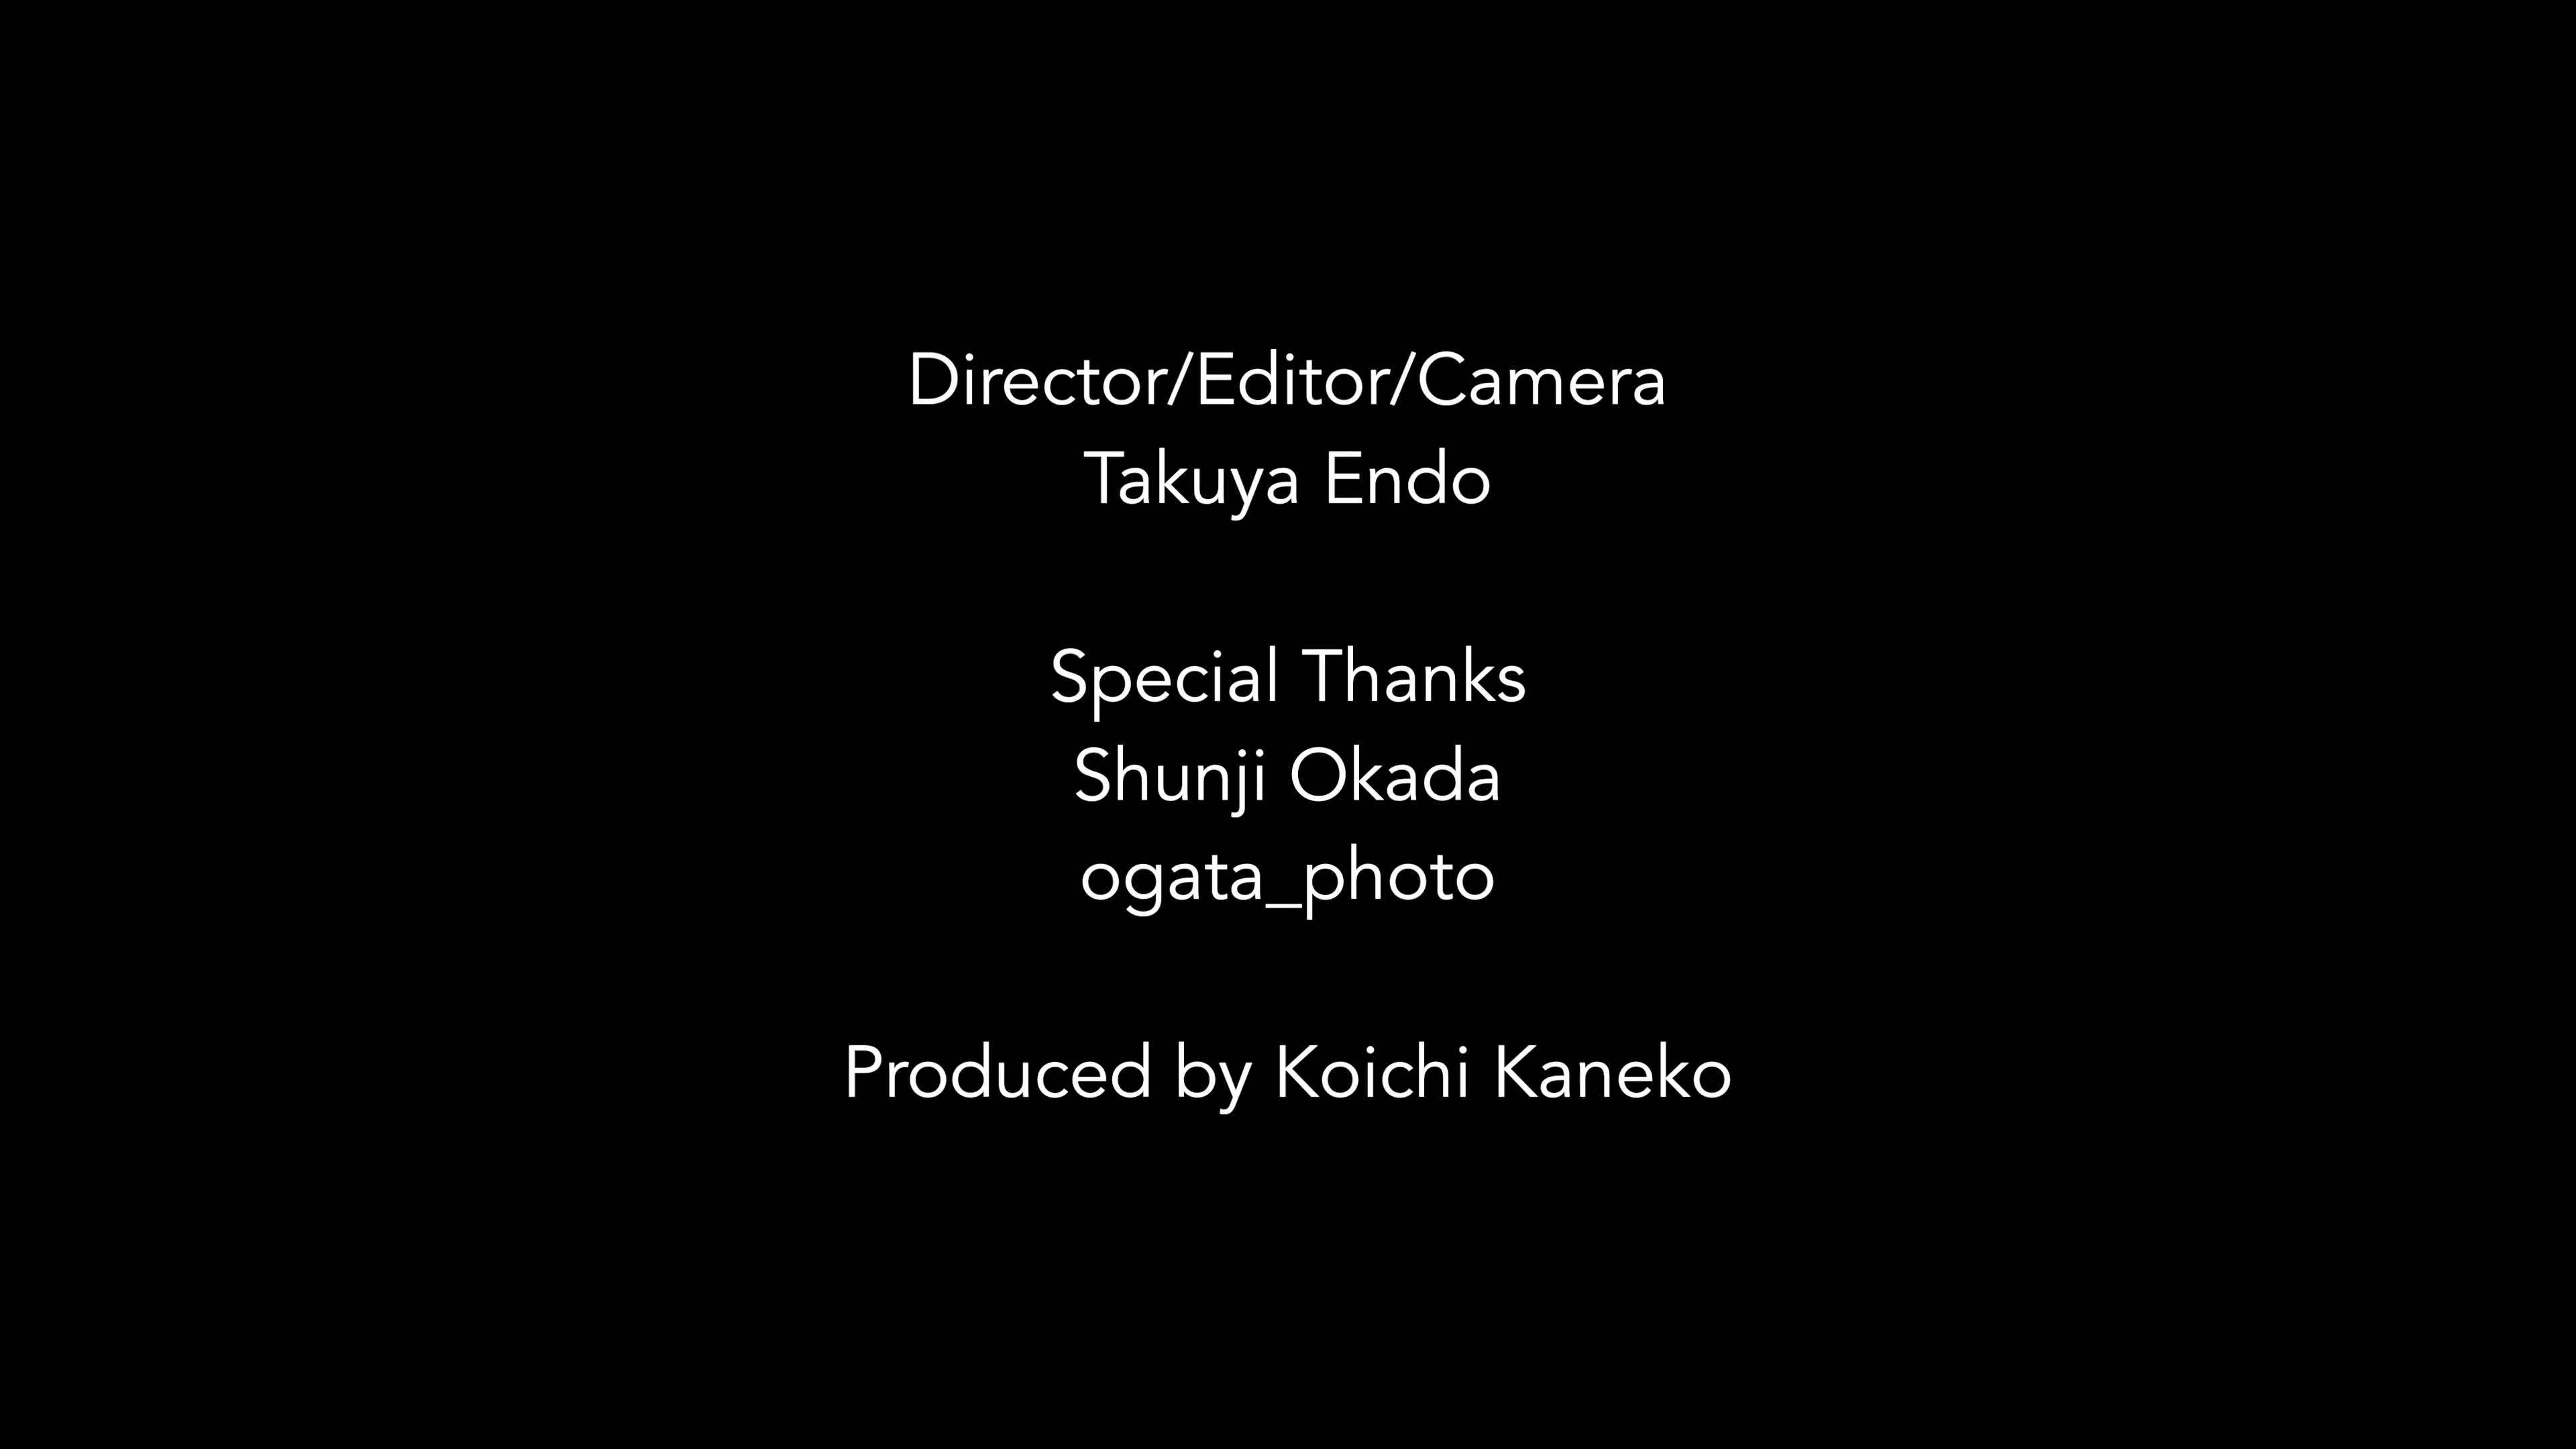 Director/Editor/Camera
Takuya Endo
Special Thanks
Shunji Okada
ogata_photo
Produced by Koichi Kaneko